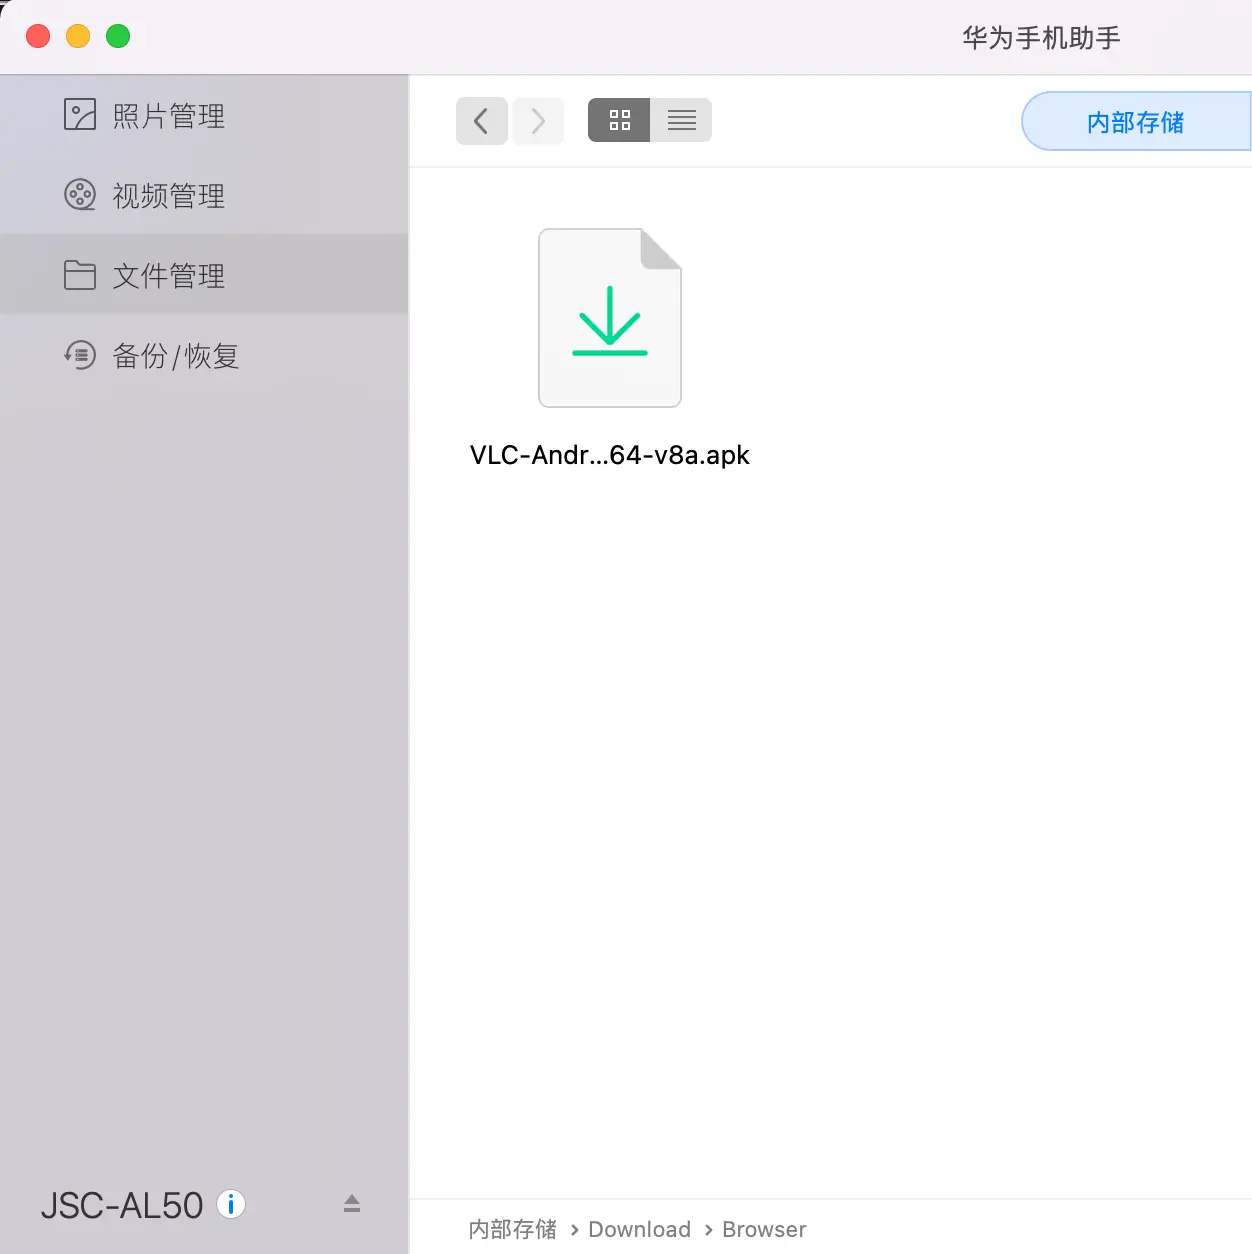 华为手机助手
照片管理
视频管理
文件管理
备份/恢复
内部存储
VLC-Andr...64-v8a.apk
JSC-AL50
内部存储 › Download › Browser